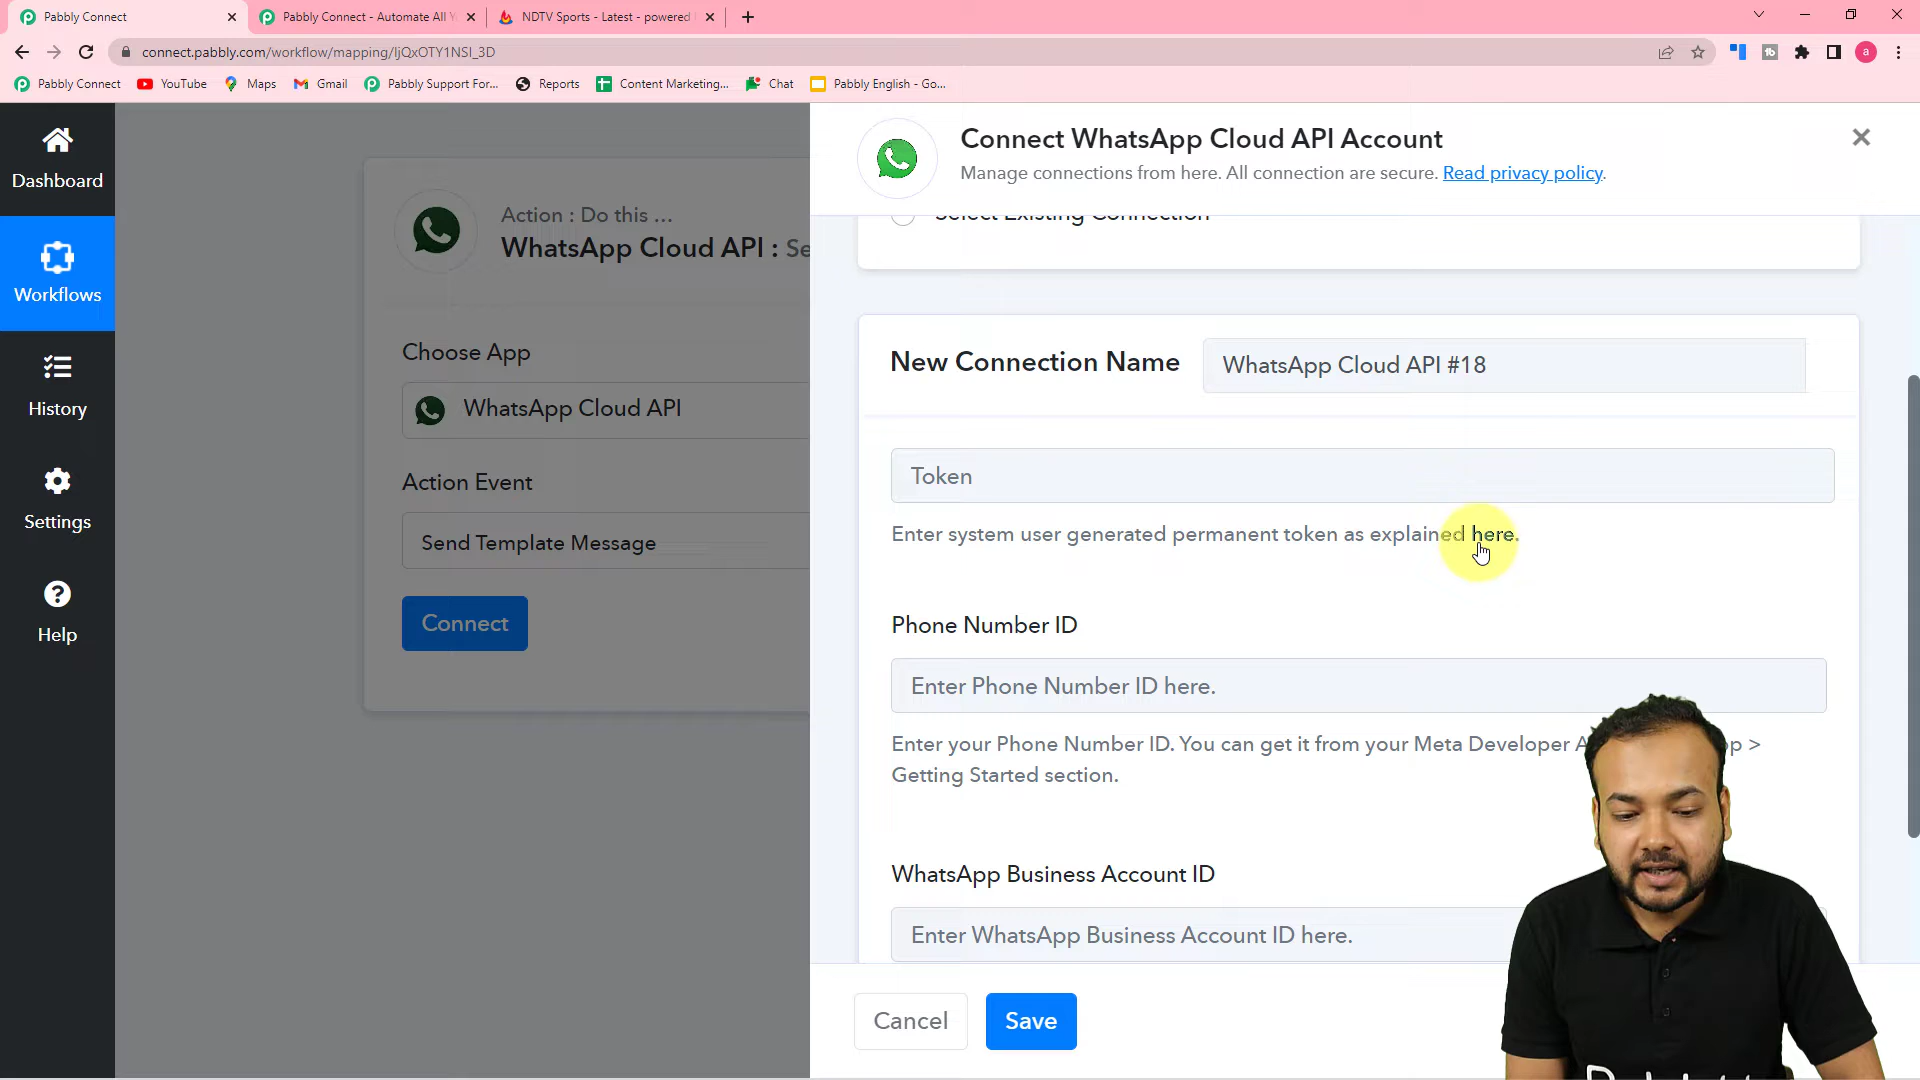 Pabbly Connect
Pabbly Connect - Automate All Y
NDTV Sports - Latest - powered
connect.pabbly.com/workflow/mapping/IjQxOTY1NSI_3D
a
Pabbly Connect
YouTube
Maps
Gmail
Pabbly Support For...
Reports
Content Marketing...
Chat
Pabbly English - Go...
Dashboard
Workflows
History
Settings
Help
Action : Do this ...
WhatsApp Cloud API : Se
Choose App
WhatsApp Cloud API
Action Event
Send Template Message
Connect
Connect WhatsApp Cloud API Account
Manage connections from here. All connection are secure. Read privacy policy.
Select Existing Connection
New Connection Name
WhatsApp Cloud API #18
Token
Enter system user generated permanent token as explained here.
Phone Number ID
Enter Phone Number ID here.
Enter your Phone Number ID. You can get it from your Meta Developer A p >
Getting Started section.
WhatsApp Business Account ID
Enter WhatsApp Business Account ID here.
Cancel
Save